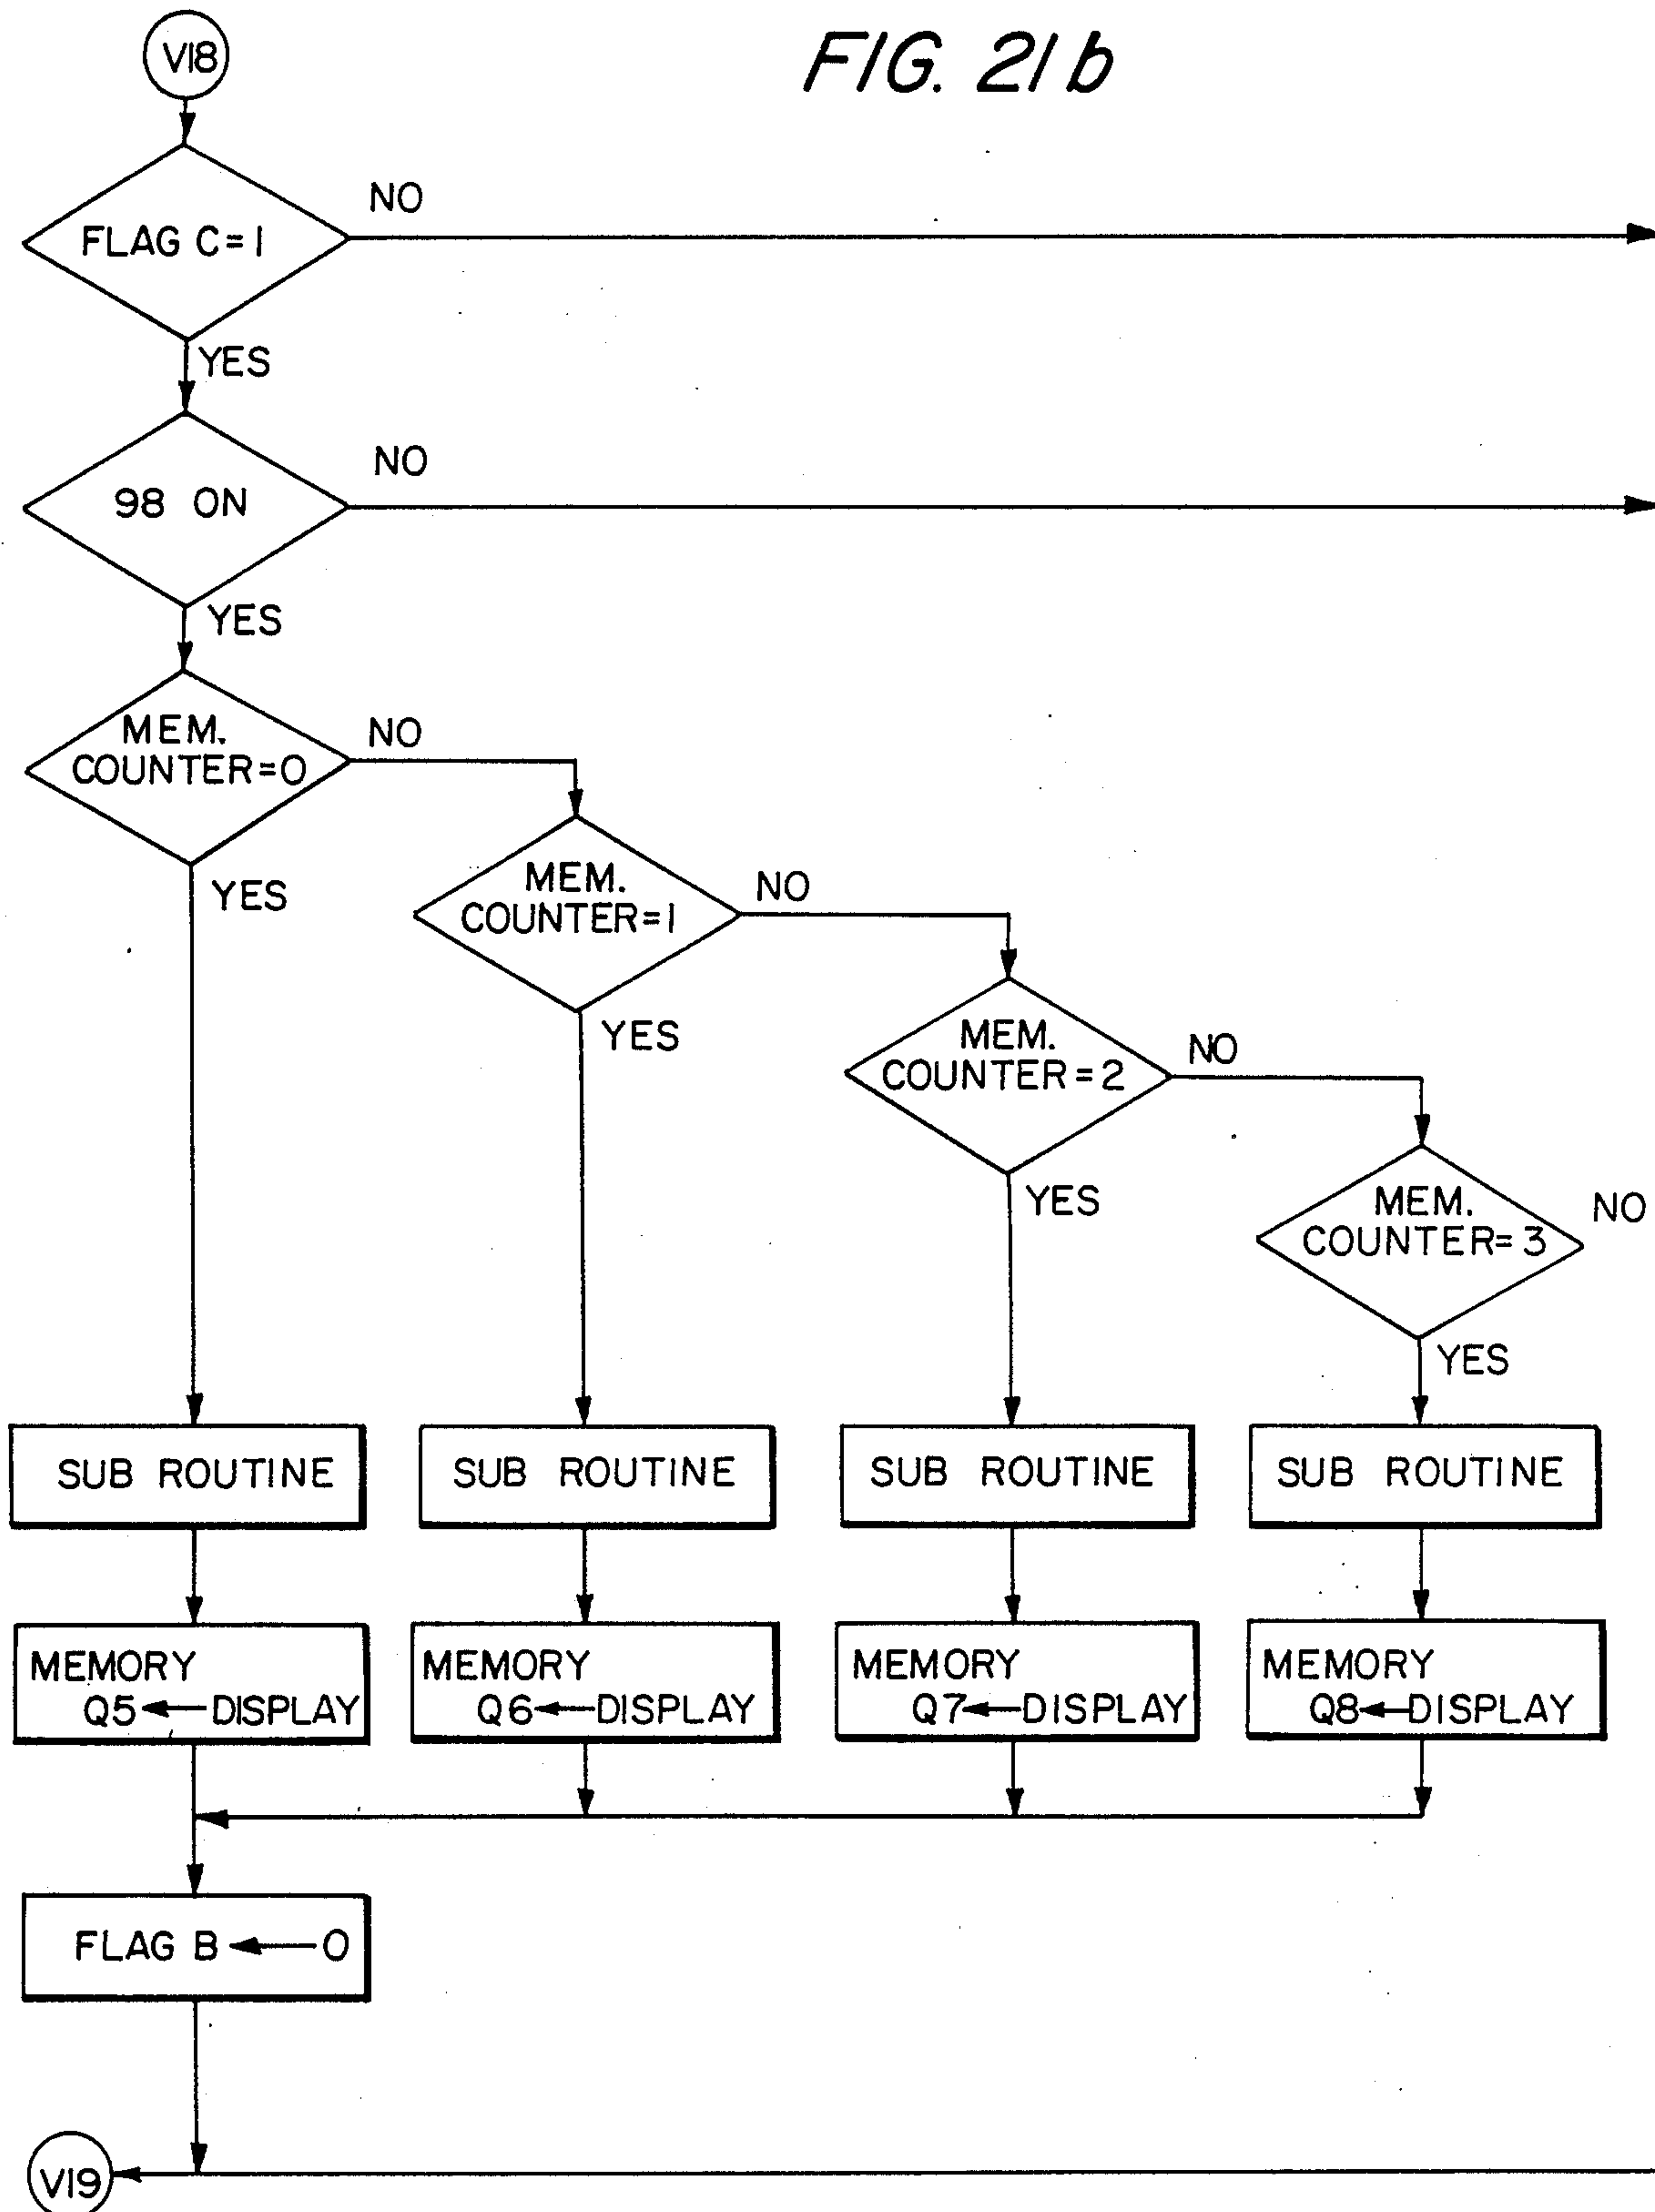 FIG. 21b
V18
FLAG C=1
NO
YES
98 ON
NO
YES
MEM.
COUNTER=0
NO
YES
MEM.
COUNTER=1
NO
YES
MEM.
COUNTER=2
NO
YES
MEM.
COUNTER=3
NO
YES
SUB ROUTINE
SUB ROUTINE
SUB ROUTINE
SUB ROUTINE
MEMORY
Q5←DISPLAY
MEMORY
Q6←DISPLAY
MEMORY
Q7←DISPLAY
MEMORY
Q8←DISPLAY
FLAG B←0
V19